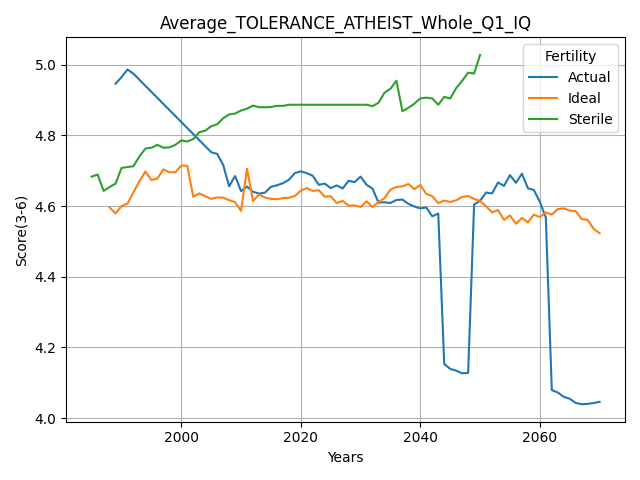 Average_TOLERANCE_ATHEIST_Whole_Q1_IQ
Fertility
Actual
Ideal
Sterile
Score(3-6)
5.0
4.8
4.6
4.4
4.2
4.0
2000
2020
2040
2060
Years